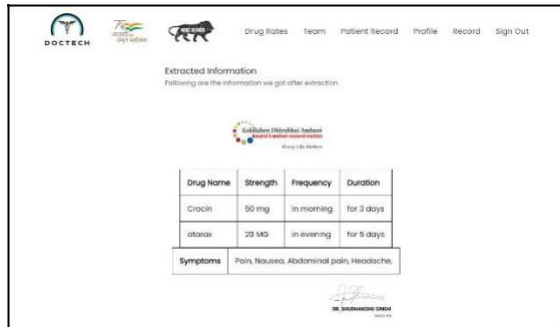 DOCTECH
Drug Rates Team Patient Record Profile Record Sign Out
Extracted Information
Following are the information we got after extraction
Kokilaben Dhirubhai Ambani
Every Life Matters
Drug Name Strength Frequency Duration
Crocin 50 mg in morning for 3 days
atarax 20 MG in evening for 5 days
Symptoms Pain, Nausea, Abdominal pain, Headache,
DR. SHUBHANSHU SINGH